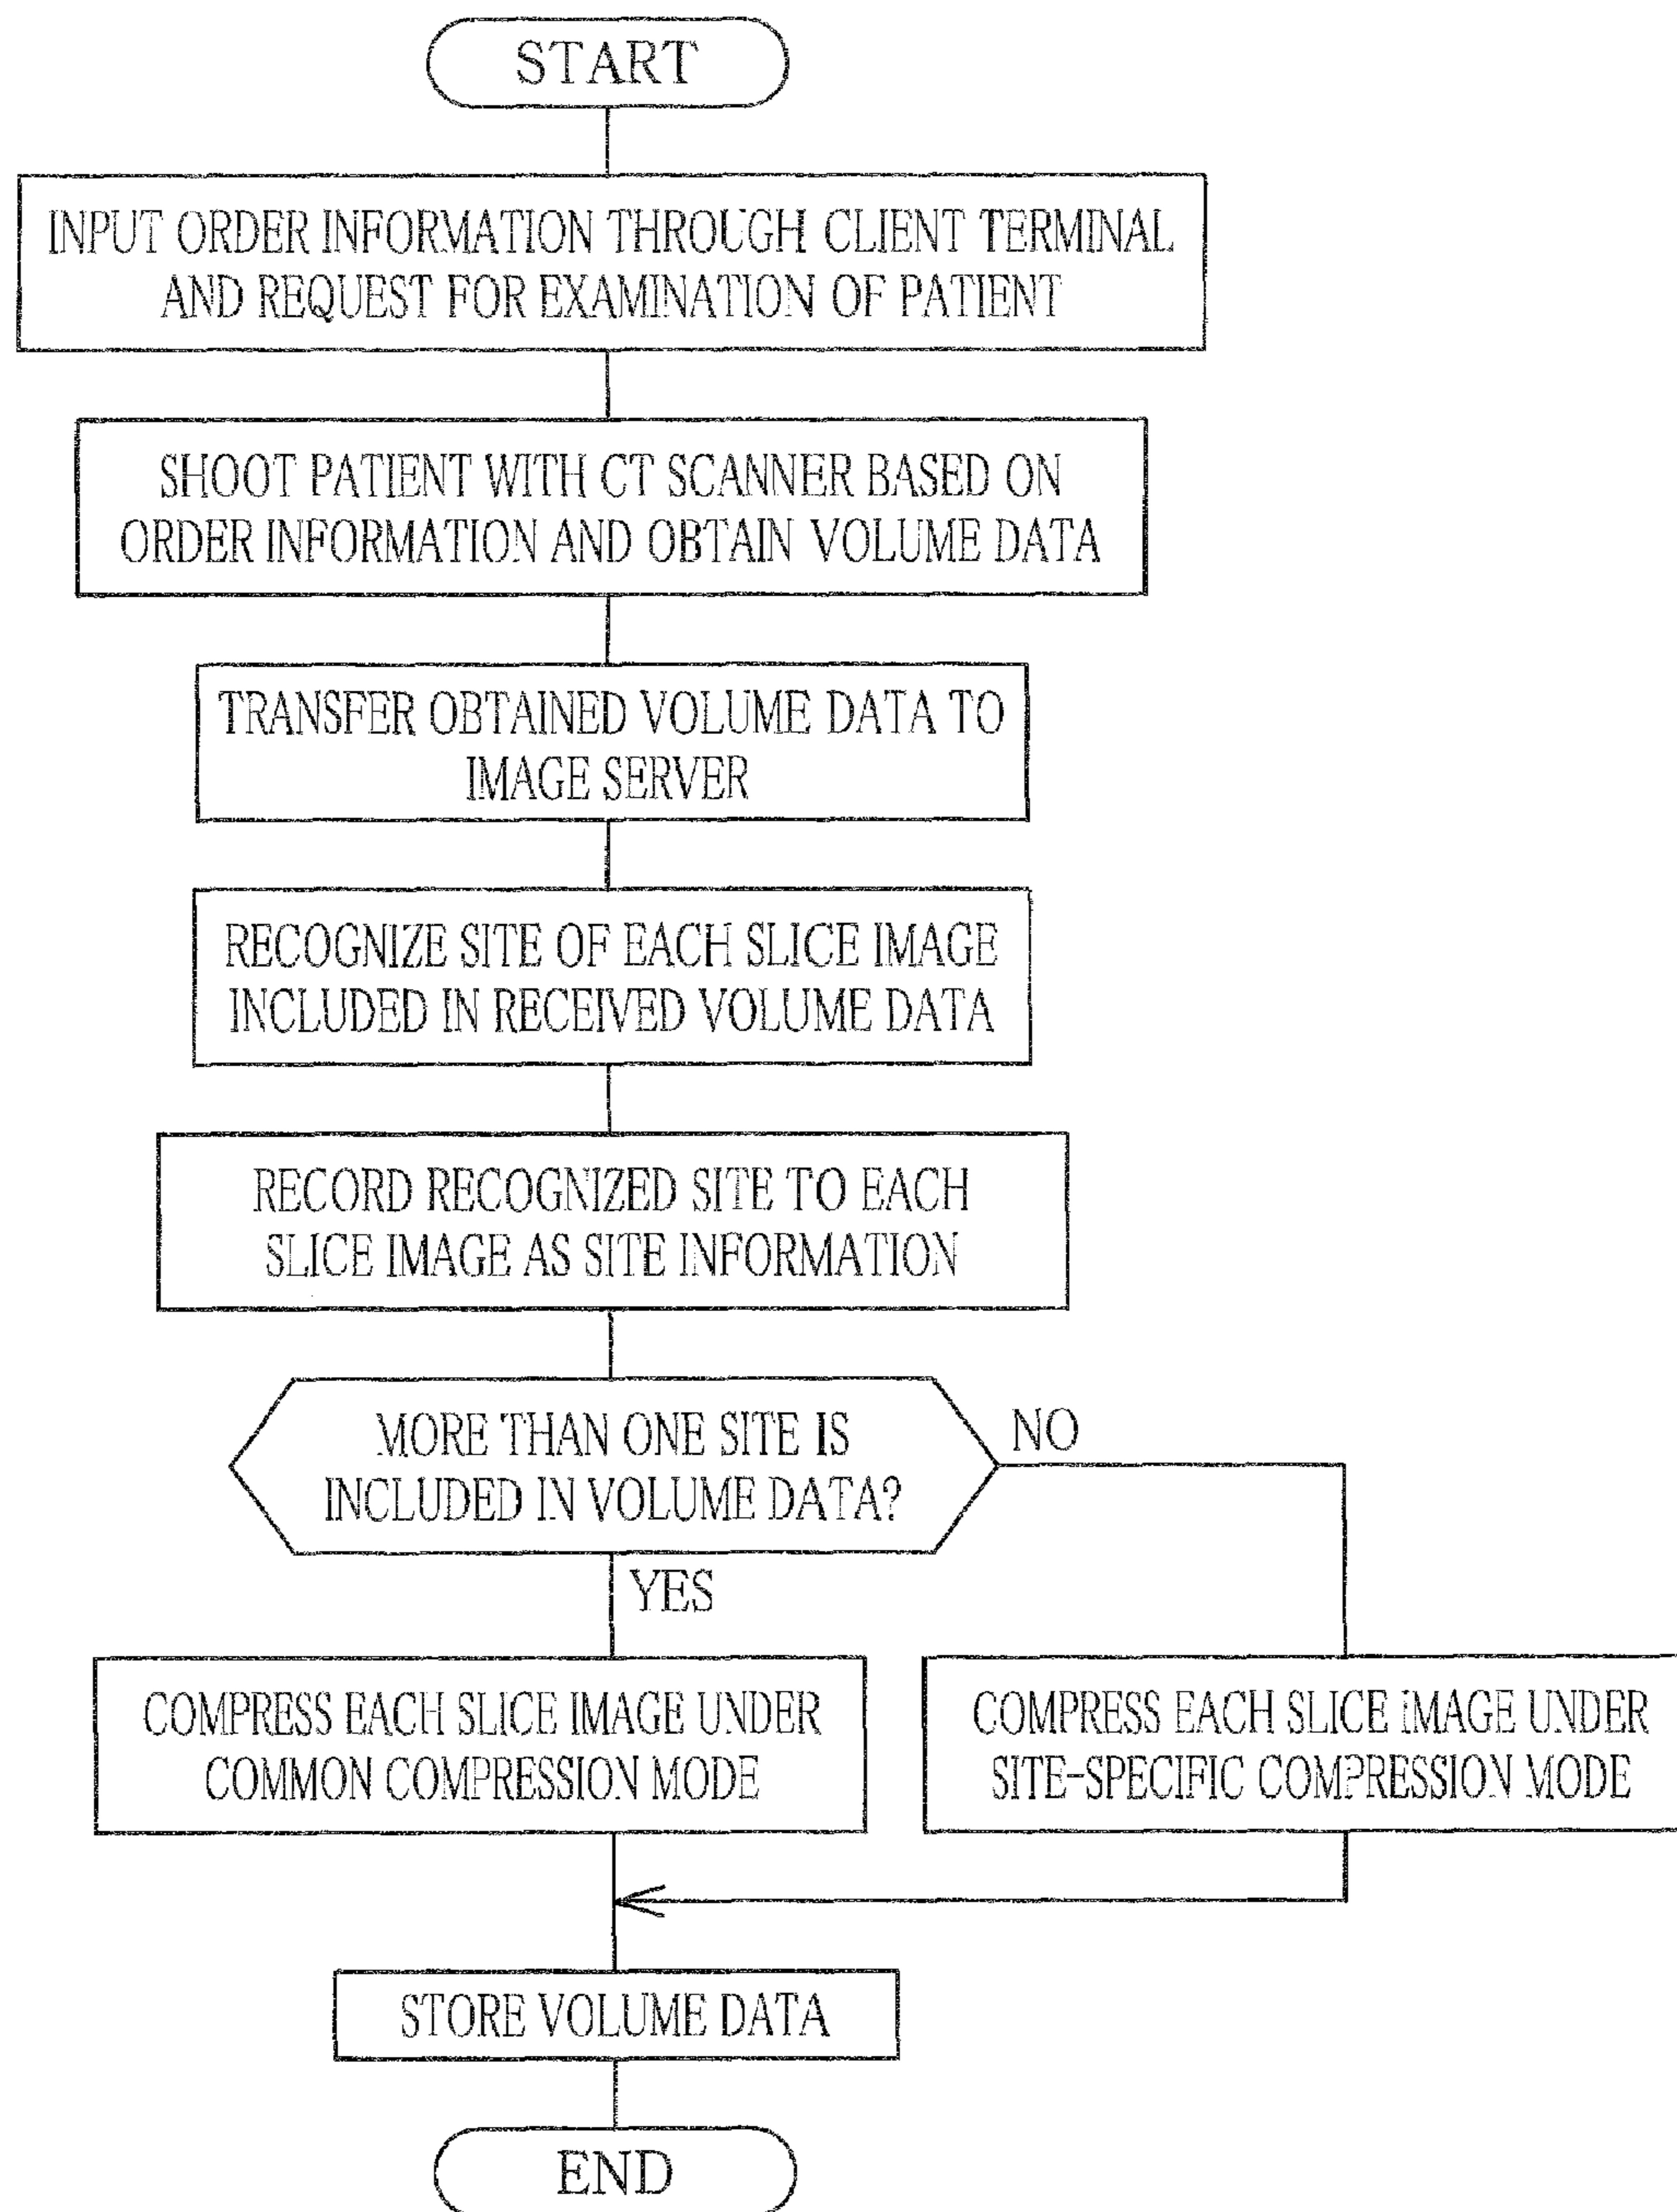 START
INPUT ORDER INFORMATION THROUGH CLIENT TERMINAL
AND REQUEST FOR EXAMINATION OF PATIENT
SHOOT PATIENT WITH CT SCANNER BASED ON
ORDER INFORMATION AND OBTAIN VOLUME DATA
TRANSFER OBTAINED VOLUME DATA TO
IMAGE SERVER
RECOGNIZE SITE OF EACH SLICE IMAGE
INCLUDED IN RECEIVED VOLUME DATA
RECORD RECOGNIZED SITE TO EACH
SLICE IMAGE AS SITE INFORMATION
MORE THAN ONE SITE IS
INCLUDED IN VOLUME DATA?
NO
YES
COMPRESS EACH SLICE IMAGE UNDER
COMMON COMPRESSION MODE
COMPRESS EACH SLICE IMAGE UNDER
SITE-SPECIFIC COMPRESSION MODE
STORE VOLUME DATA
END